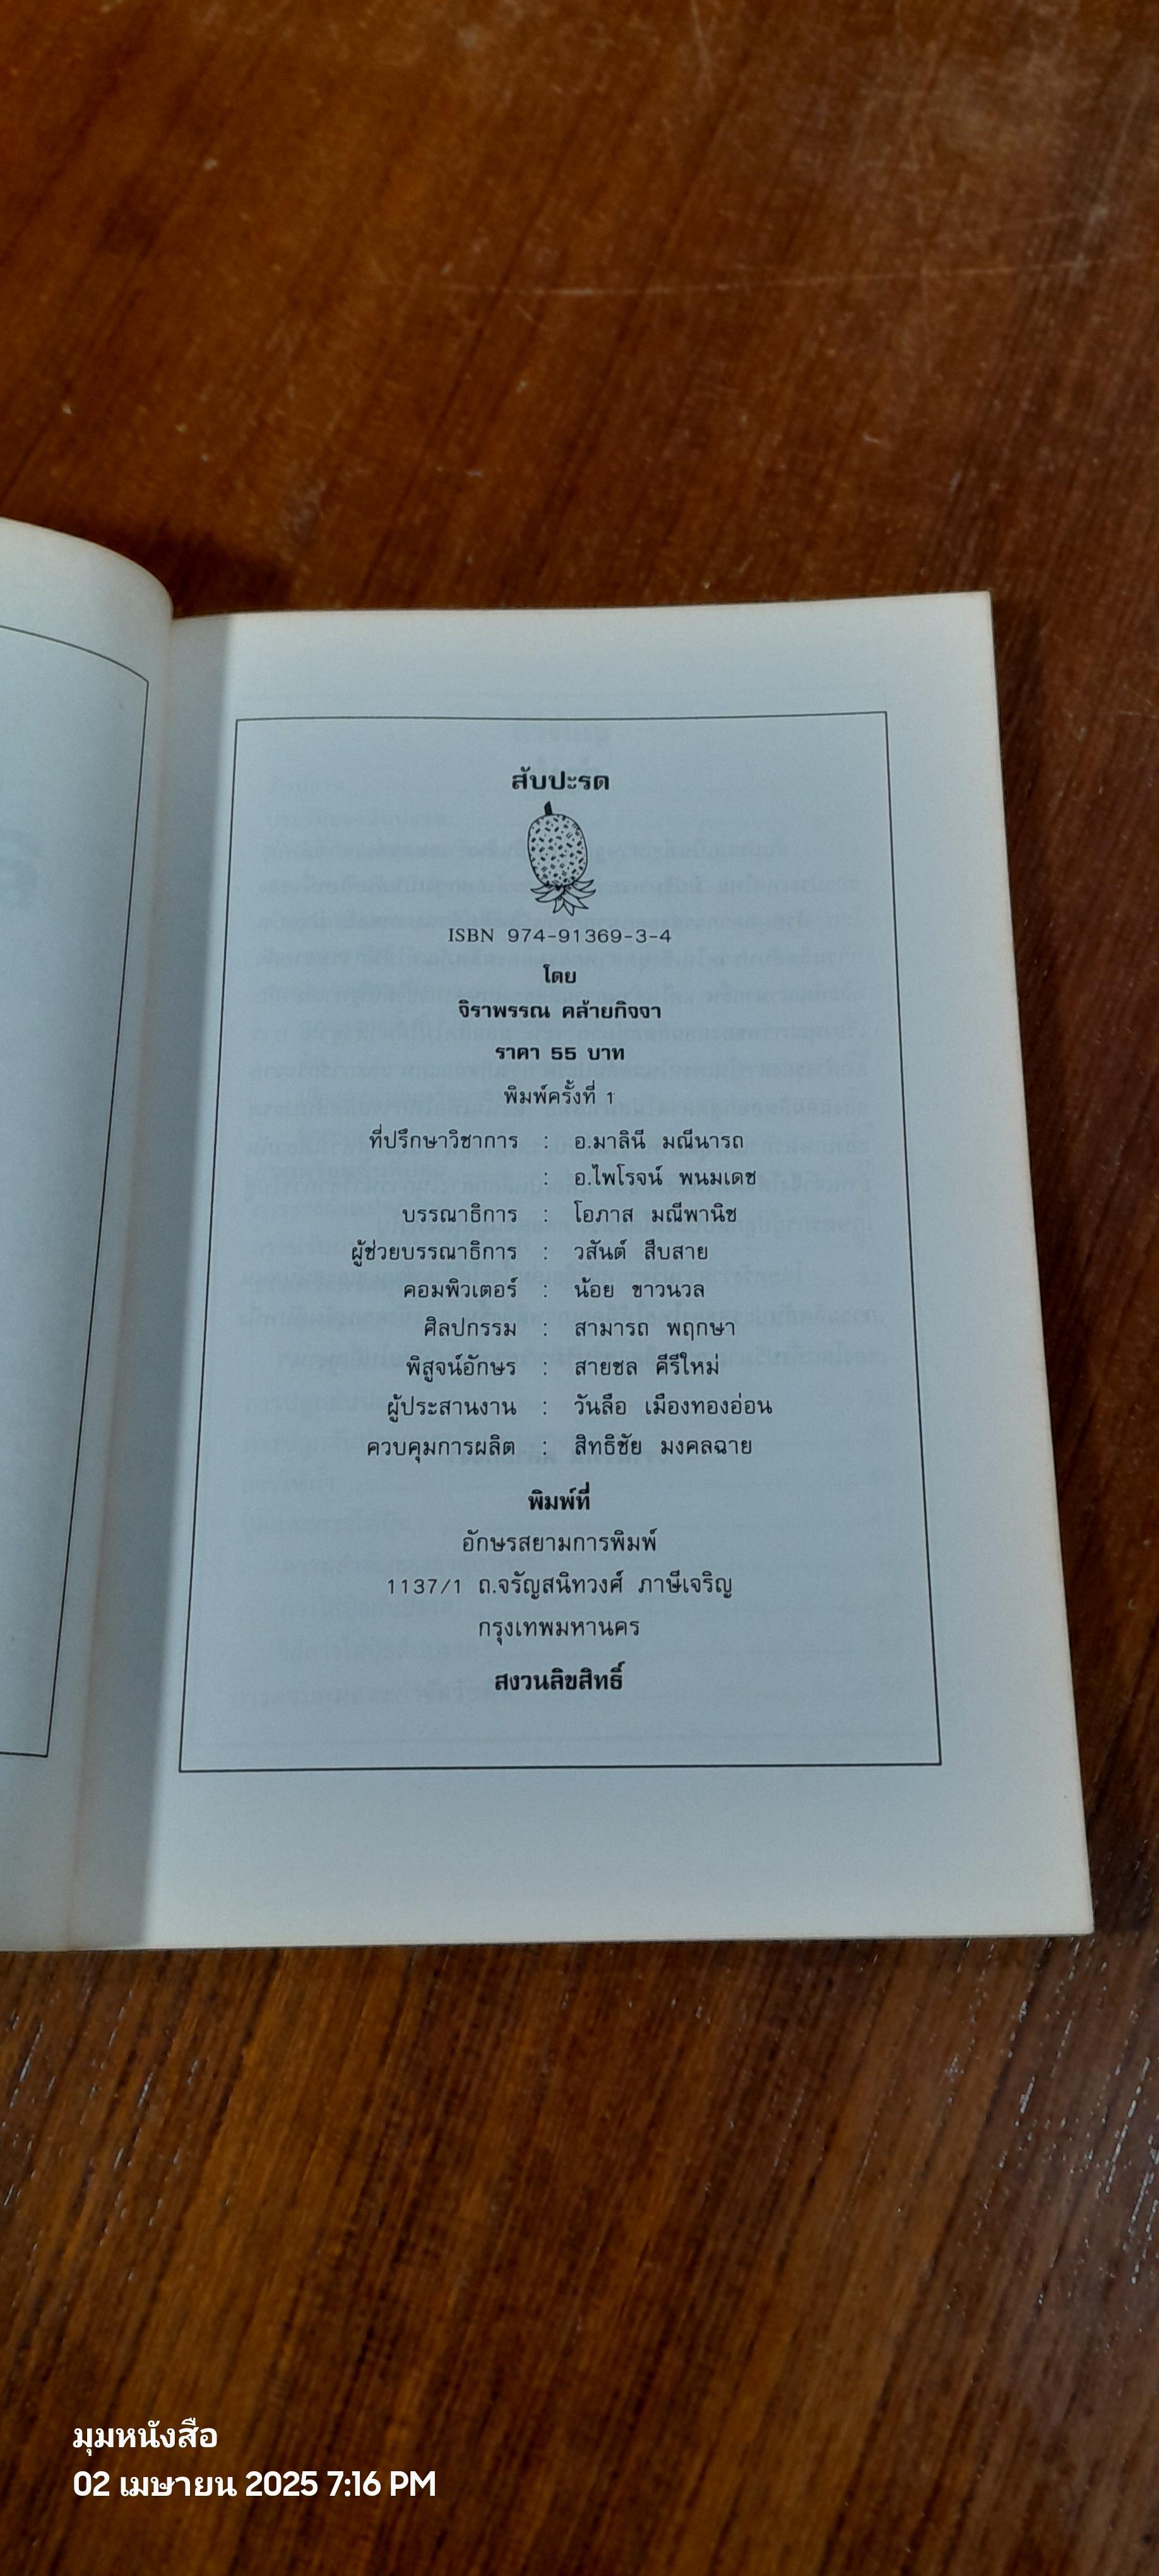 สับปะรด
ISBN 974-91369-3-4
โดย
จิราพรรณ คล้ายกิจจา
ราคา 55 บาท
พิมพ์ครั้งที่ 1
ที่ปรึกษาวิชาการ : อ.มาลินี มณีนารถ
: อ.ไพโรจน์ พนมเดช
บรรณาธิการ : โอภาส มณีพานิช
ผู้ช่วยบรรณาธิการ : วสันต์ สืบสาย
คอมพิวเตอร์ : น้อย ขาวนวล
ศิลปกรรม : สามารถ พฤกษา
พิสูจน์อักษร : สายชล คีรีใหม่
ผู้ประสานงาน : วันลือ เมืองทองอ่อน
ควบคุมการผลิต : สิทธิชัย มงคลฉาย
พิมพ์ที่
อักษรสยามการพิมพ์
1137/1 ถ.จรัญสนิทวงศ์ ภาษีเจริญ
กรุงเทพมหานคร
สงวนลิขสิทธิ์
มุมหนังสือ
02 เมษายน 2025 7:16 PM